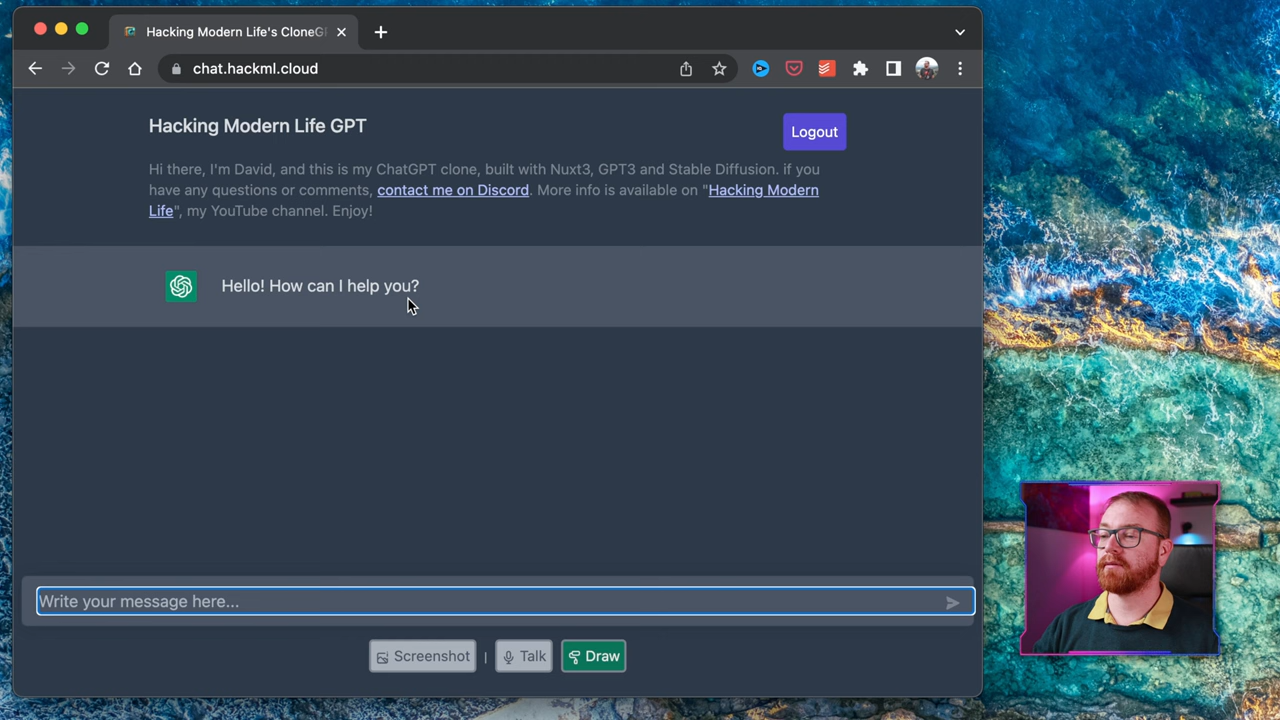 Hacking Modern Life's CloneG
chat.hackml.cloud
Hacking Modern Life GPT
Logout
Hi there, I'm David, and this is my ChatGPT clone, built with Nuxt3, GPT3 and Stable Diffusion. if you
have any questions or comments, contact me on Discord. More info is available on "Hacking Modern
Life", my YouTube channel. Enjoy!
Hello! How can I help you?
Write your message here...
Screenshot | Talk Draw